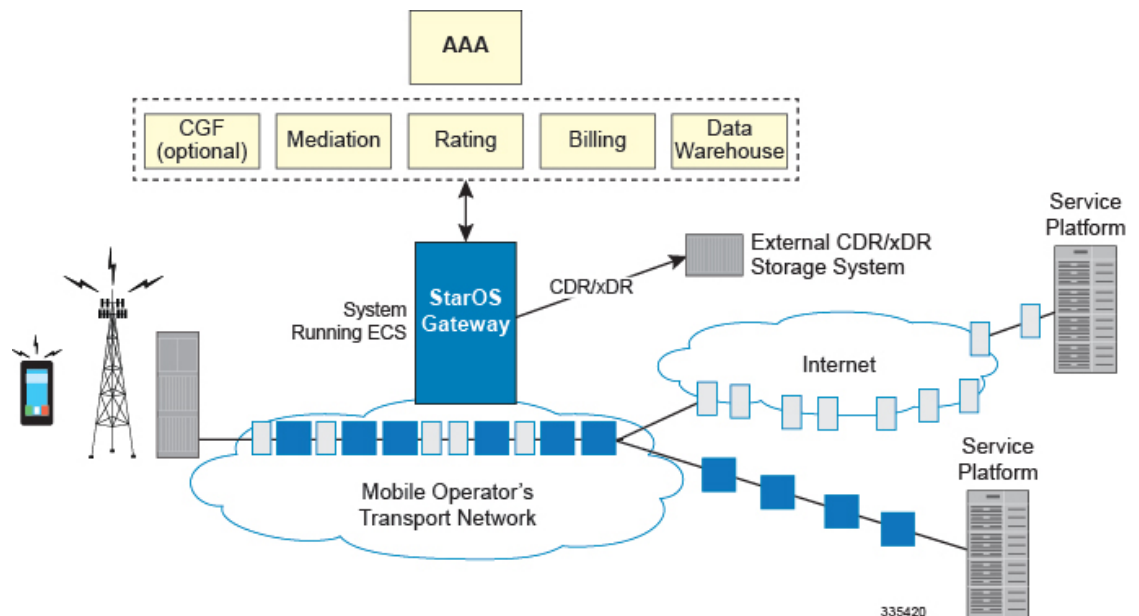 AAA
CGF
(optional)
Mediation
Rating
Billing
Data
Warehouse
Service
Platform
External CDR/xDR
Storage System
CDR/xDR
StarOS
Gateway
System
Running ECS
Internet
Service
Platform
Mobile Operator's
Transport Network
335420